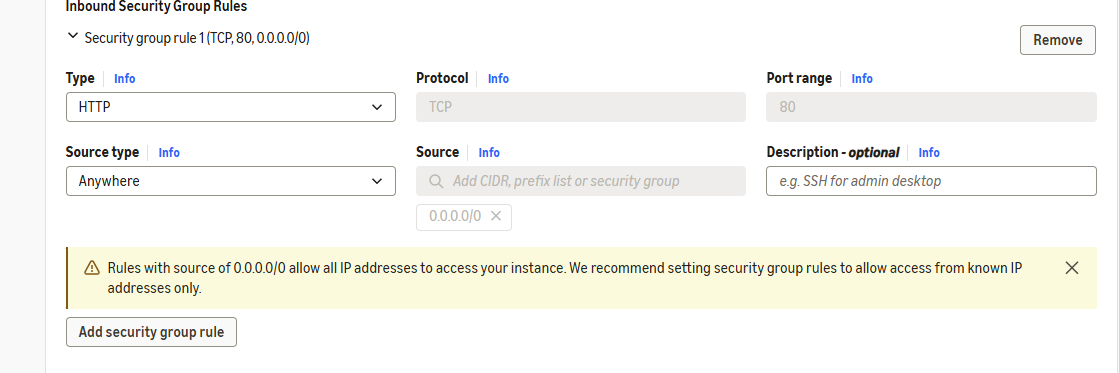 Inbound Security Group Rules
Security group rule 1 (TCP, 80, 0.0.0.0/0)
Remove
Type Info Protocol Info Port range Info
HTTP TCP 80
Source type Info Source Info Description - optional Info
Anywhere Add CIDR, prefix list or security group e.g. SSH for admin desktop
0.0.0.0/0
Rules with source of 0.0.0.0/0 allow all IP addresses to access your instance. We recommend setting security group rules to allow access from known IP
addresses only.
Add security group rule